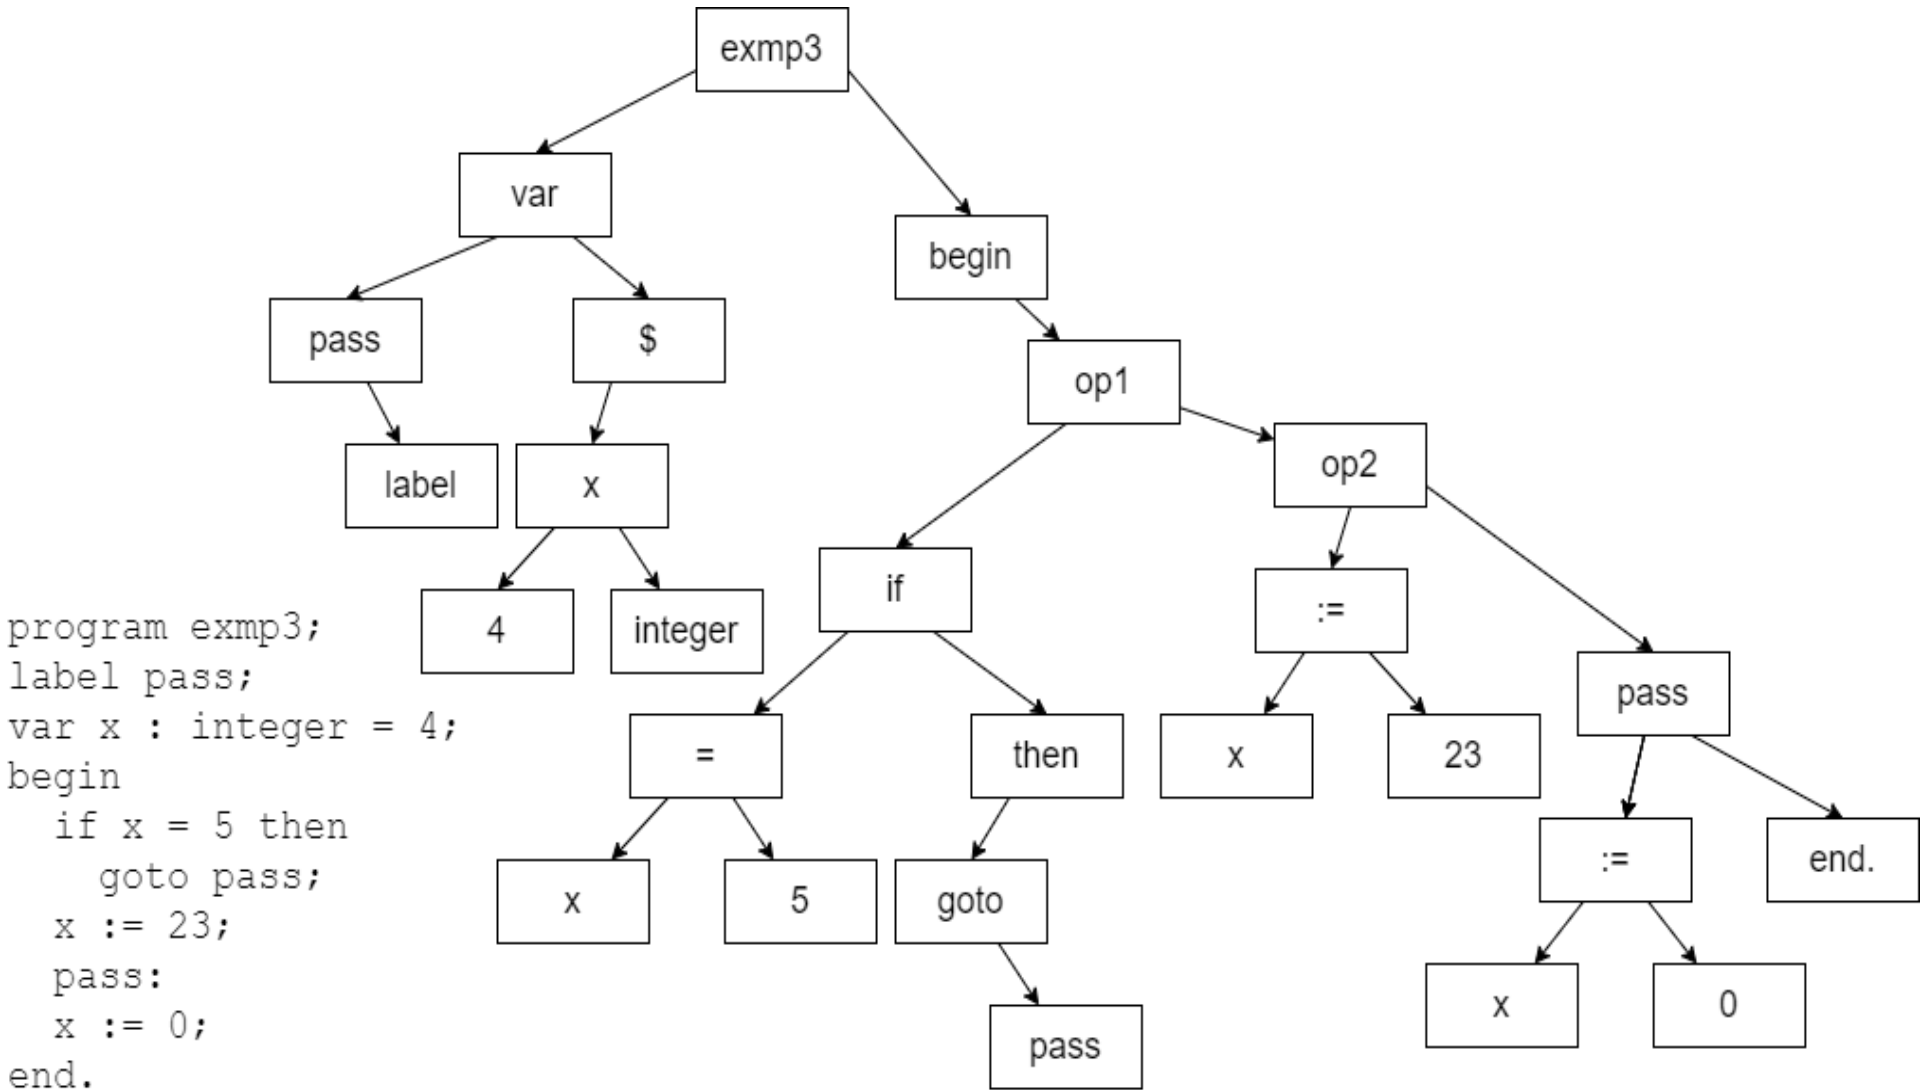 exmp3
var
begin
pass
$
op1
label
x
op2
4
integer
if
:=
=
then
x
23
pass
x
5
goto
:=
end.
pass
x
0
program exmp3;
label pass;
var x : integer = 4;
begin
  if x = 5 then
    goto pass;
  x := 23;
  pass:
  x := 0;
end.